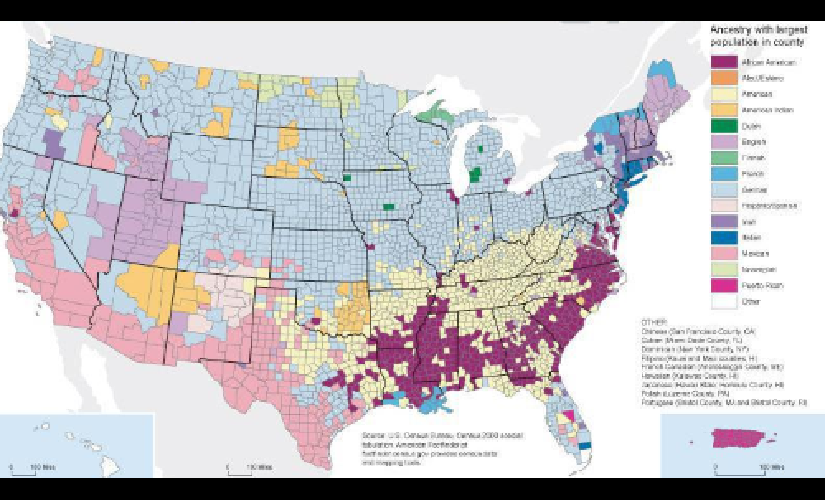 Ancestry with largest
population in county
African American
Aleut/Eskimo
American
American Indian
Dutch
English
Finnish
French
German
Hispanic/Spanish
Irish
Italian
Mexican
Norwegian
Puerto Rican
Other
OTHER
Chinese (San Francisco County, CA)
Cuban (Miami-Dade County, FL)
Dominican (New York County, NY)
Filipino (Kauai and Maui counties, HI)
French Canadian (Androscoggin County, ME)
Hawaiian (Kalawao County, HI)
Japanese (Hawaii State, Honolulu County, HI)
Polish (Luzerne County, PA)
Portuguese (Bristol County, MA and Bristol County, RI)
Source: U.S. Census Bureau, Census 2000 special
tabulation. American Factfinder at
factfinder.census.gov provides census data
and mapping tools.
0 100 Miles
0 100 Miles
0 100 Miles